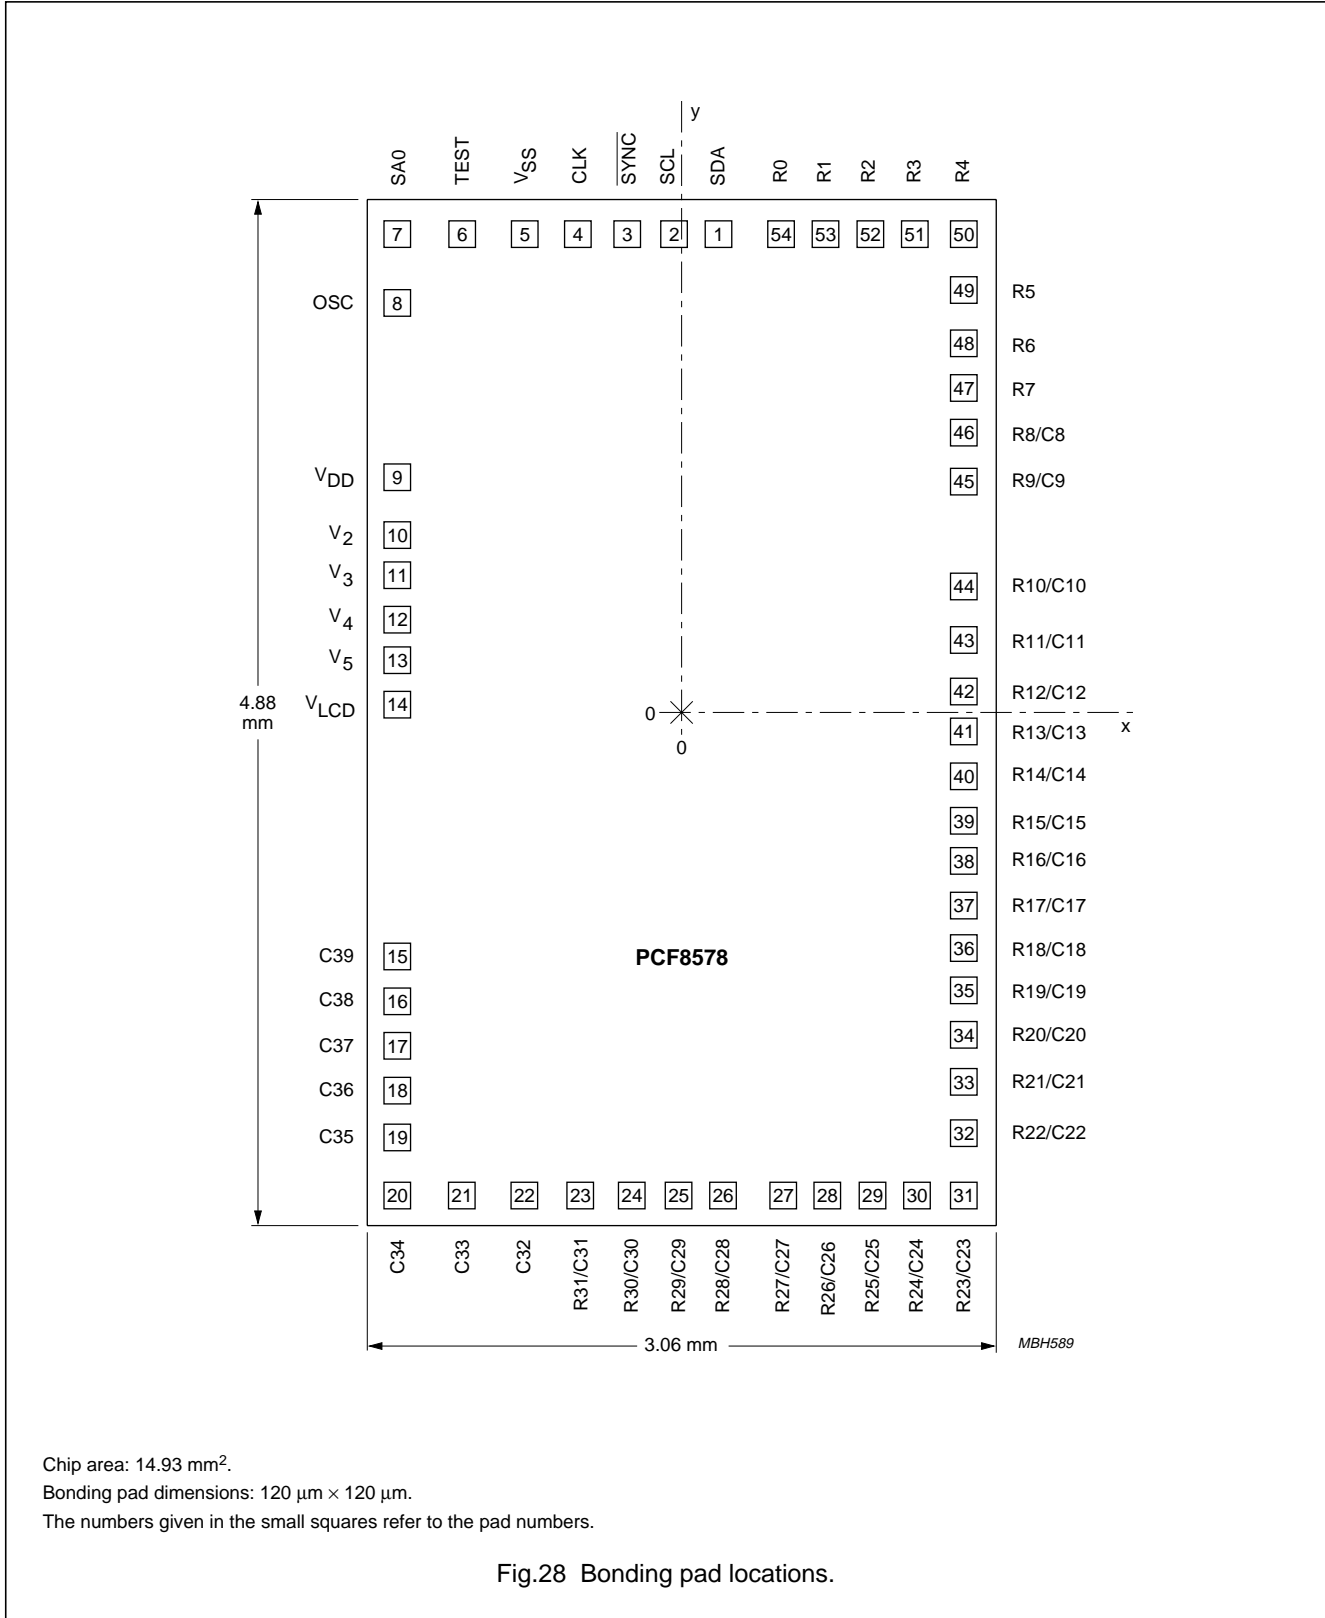 y
SA0 TEST VSS CLK SYNC SCL SDA R0 R1 R2 R3 R4
7 6 5 4 3 2 1 54 53 52 51 50
49 R5
OSC 8
48 R6
47 R7
46 R8/C8
VDD 9 45 R9/C9
V2 10
V3 11 44 R10/C10
V4 12
43 R11/C11
V5 13
42 R12/C12
4.88
mm
VLCD 14 0 x
41 R13/C13
0
40 R14/C14
39 R15/C15
38 R16/C16
37 R17/C17
C39 15 PCF8578 36 R18/C18
C38 16 35 R19/C19
C37 17 34 R20/C20
C36 18 33 R21/C21
C35 19 32 R22/C22
20 21 22 23 24 25 26 27 28 29 30 31
C34 C33 C32 R31/C31 R30/C30 R29/C29 R28/C28 R27/C27 R26/C26 R25/C25 R24/C24 R23/C23
3.06 mm MBH589
Chip area: 14.93 mm2.
Bonding pad dimensions: 120 μm × 120 μm.
The numbers given in the small squares refer to the pad numbers.
Fig.28 Bonding pad locations.